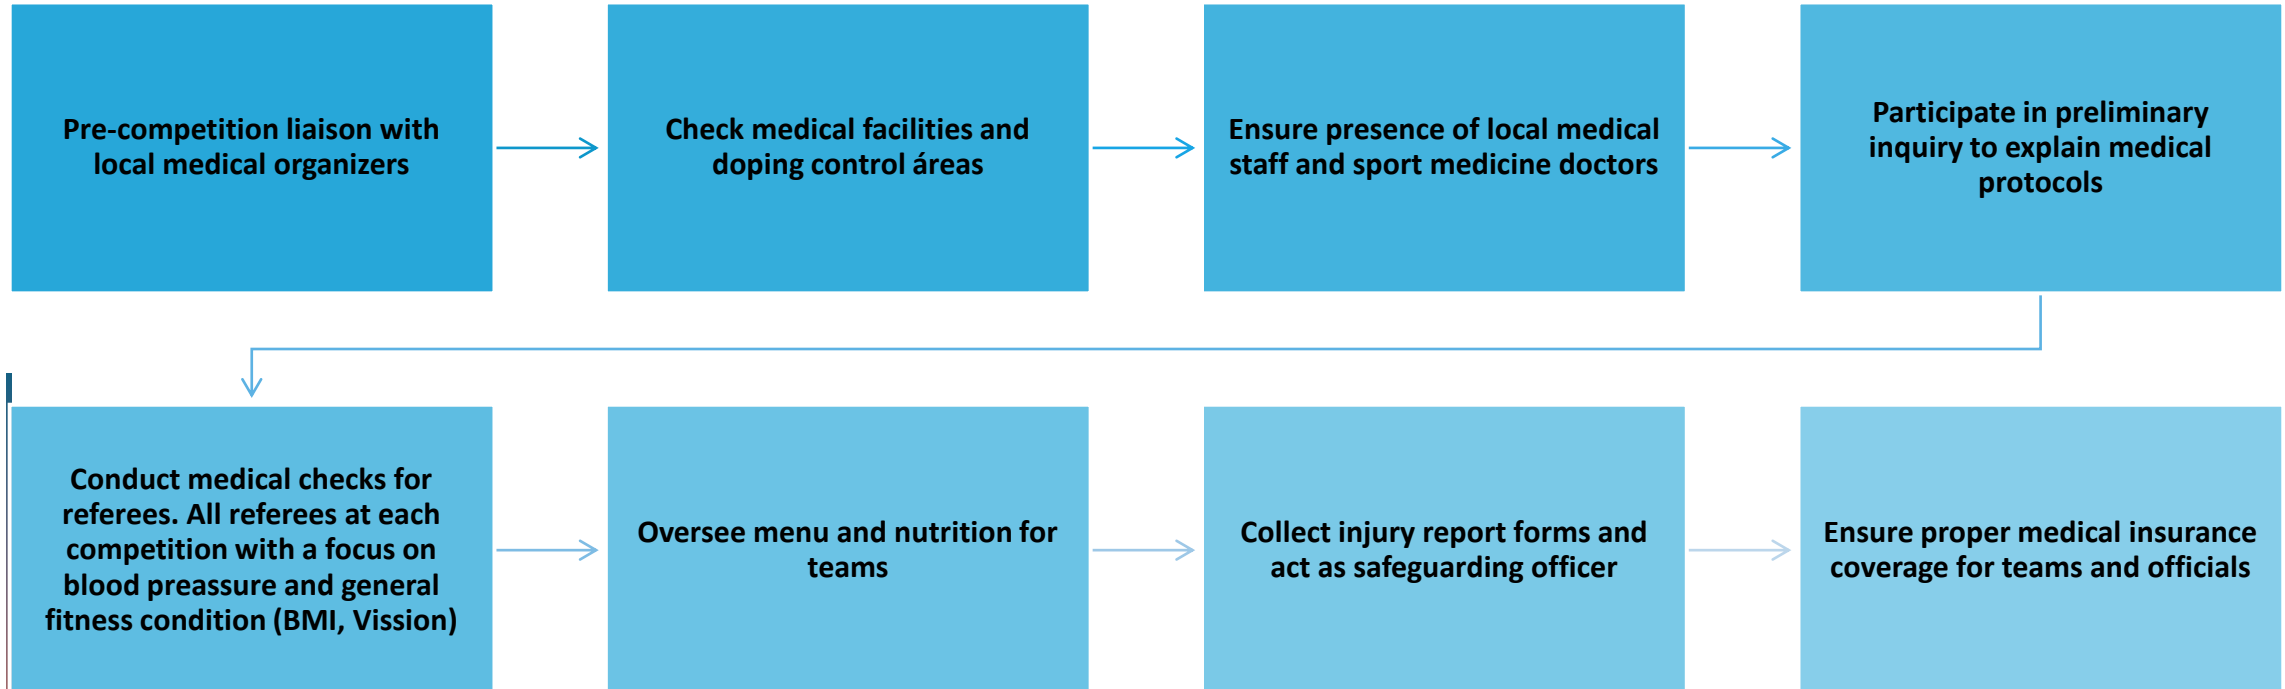 Pre-competition liaison with
local medical organizers
Check medical facilities and
doping control áreas
Ensure presence of local medical
staff and sport medicine doctors
Participate in preliminary
inquiry to explain medical
protocols
Conduct medical checks for
referees. All referees at each
competition with a focus on
blood preassure and general
fitness condition (BMI, Vission)
Oversee menu and nutrition for
teams
Collect injury report forms and
act as safeguarding officer
Ensure proper medical insurance
coverage for teams and officials